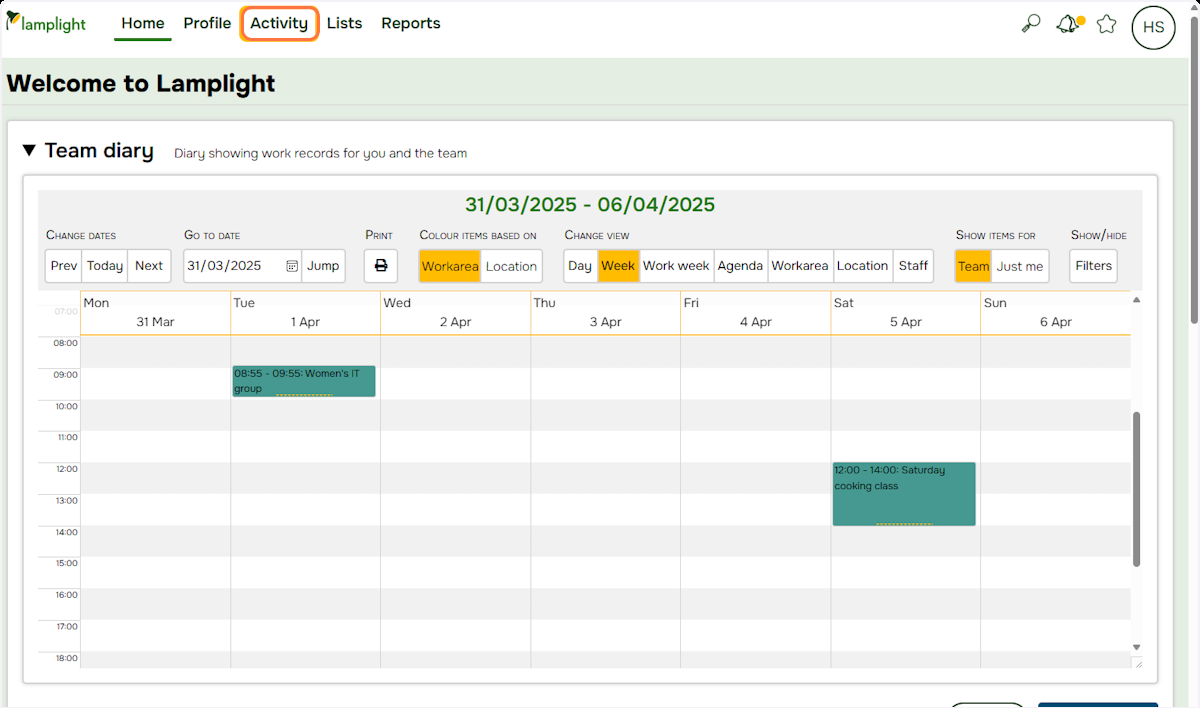 lamplight Home Profile Activity Lists Reports HS
Welcome to Lamplight
▼ Team diary Diary showing work records for you and the team
31/03/2025 - 06/04/2025
Change dates Go to date Print Colour items based on Change view Show items for Show/hide
Prev Today Next 31/03/2025 Jump Workarea Location Day Week Work week Agenda Workarea Location Staff Team Just me Filters
Mon Tue Wed Thu Fri Sat Sun
07:00
31 Mar 1 Apr 2 Apr 3 Apr 4 Apr 5 Apr 6 Apr
08:00
09:00
08:55 - 09:55: Women's IT
group
10:00
11:00
12:00
12:00 - 14:00: Saturday
cooking class
13:00
14:00
15:00
16:00
17:00
18:00